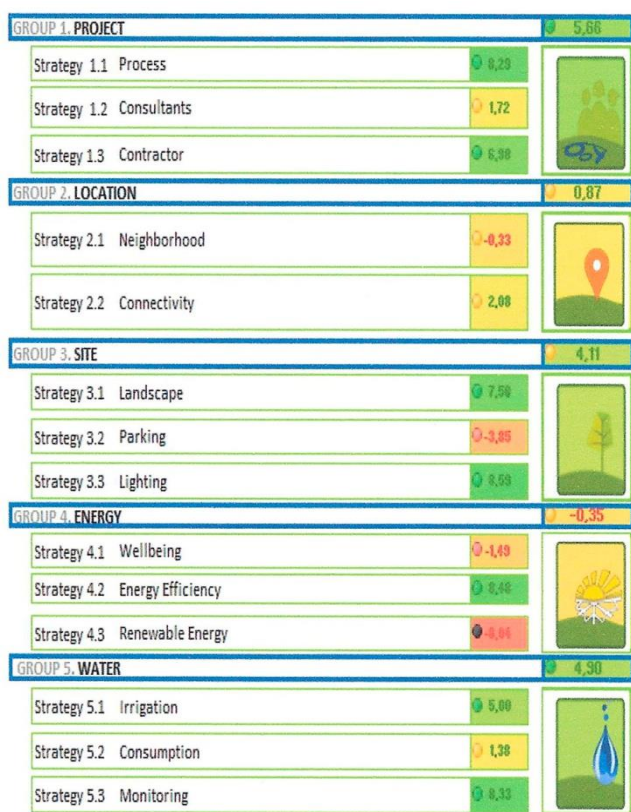 GROUP 1. PROJECT 5,66
Strategy 1.1 Process 8,29
Strategy 1.2 Consultants 1,72
Strategy 1.3 Contractor 6,98
GROUP 2. LOCATION 0,87
Strategy 2.1 Neighborhood -0,33
Strategy 2.2 Connectivity 2,08
GROUP 3. SITE 4,11
Strategy 3.1 Landscape
Strategy 3.2 Parking -3,85
Strategy 3.3 Lighting 8,59
GROUP 4. ENERGY -0,35
Strategy 4.1 Wellbeing -1,49
Strategy 4.2 Energy Efficiency
Strategy 4.3 Renewable Energy
GROUP 5. WATER 4,90
Strategy 5.1 Irrigation 5,00
Strategy 5.2 Consumption 1,38
Strategy 5.3 Monitoring 8,33